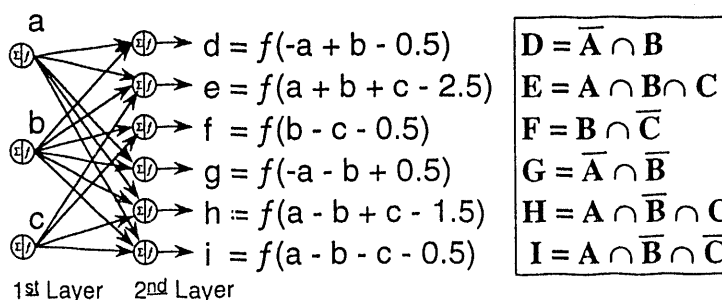 a
d = f(-a + b - 0.5)
D = A̅ ∩ B
e = f(a + b + c - 2.5)
E = A ∩ B ∩ C
b
f = f(b - c - 0.5)
F = B ∩ C̅
g = f(-a - b + 0.5)
G = A̅ ∩ B̅
c
h = f(a - b + c - 1.5)
H = A ∩ B̅ ∩ C
i = f(a - b - c - 0.5)
I = A ∩ B̅ ∩ C̅
1st Layer 2nd Layer